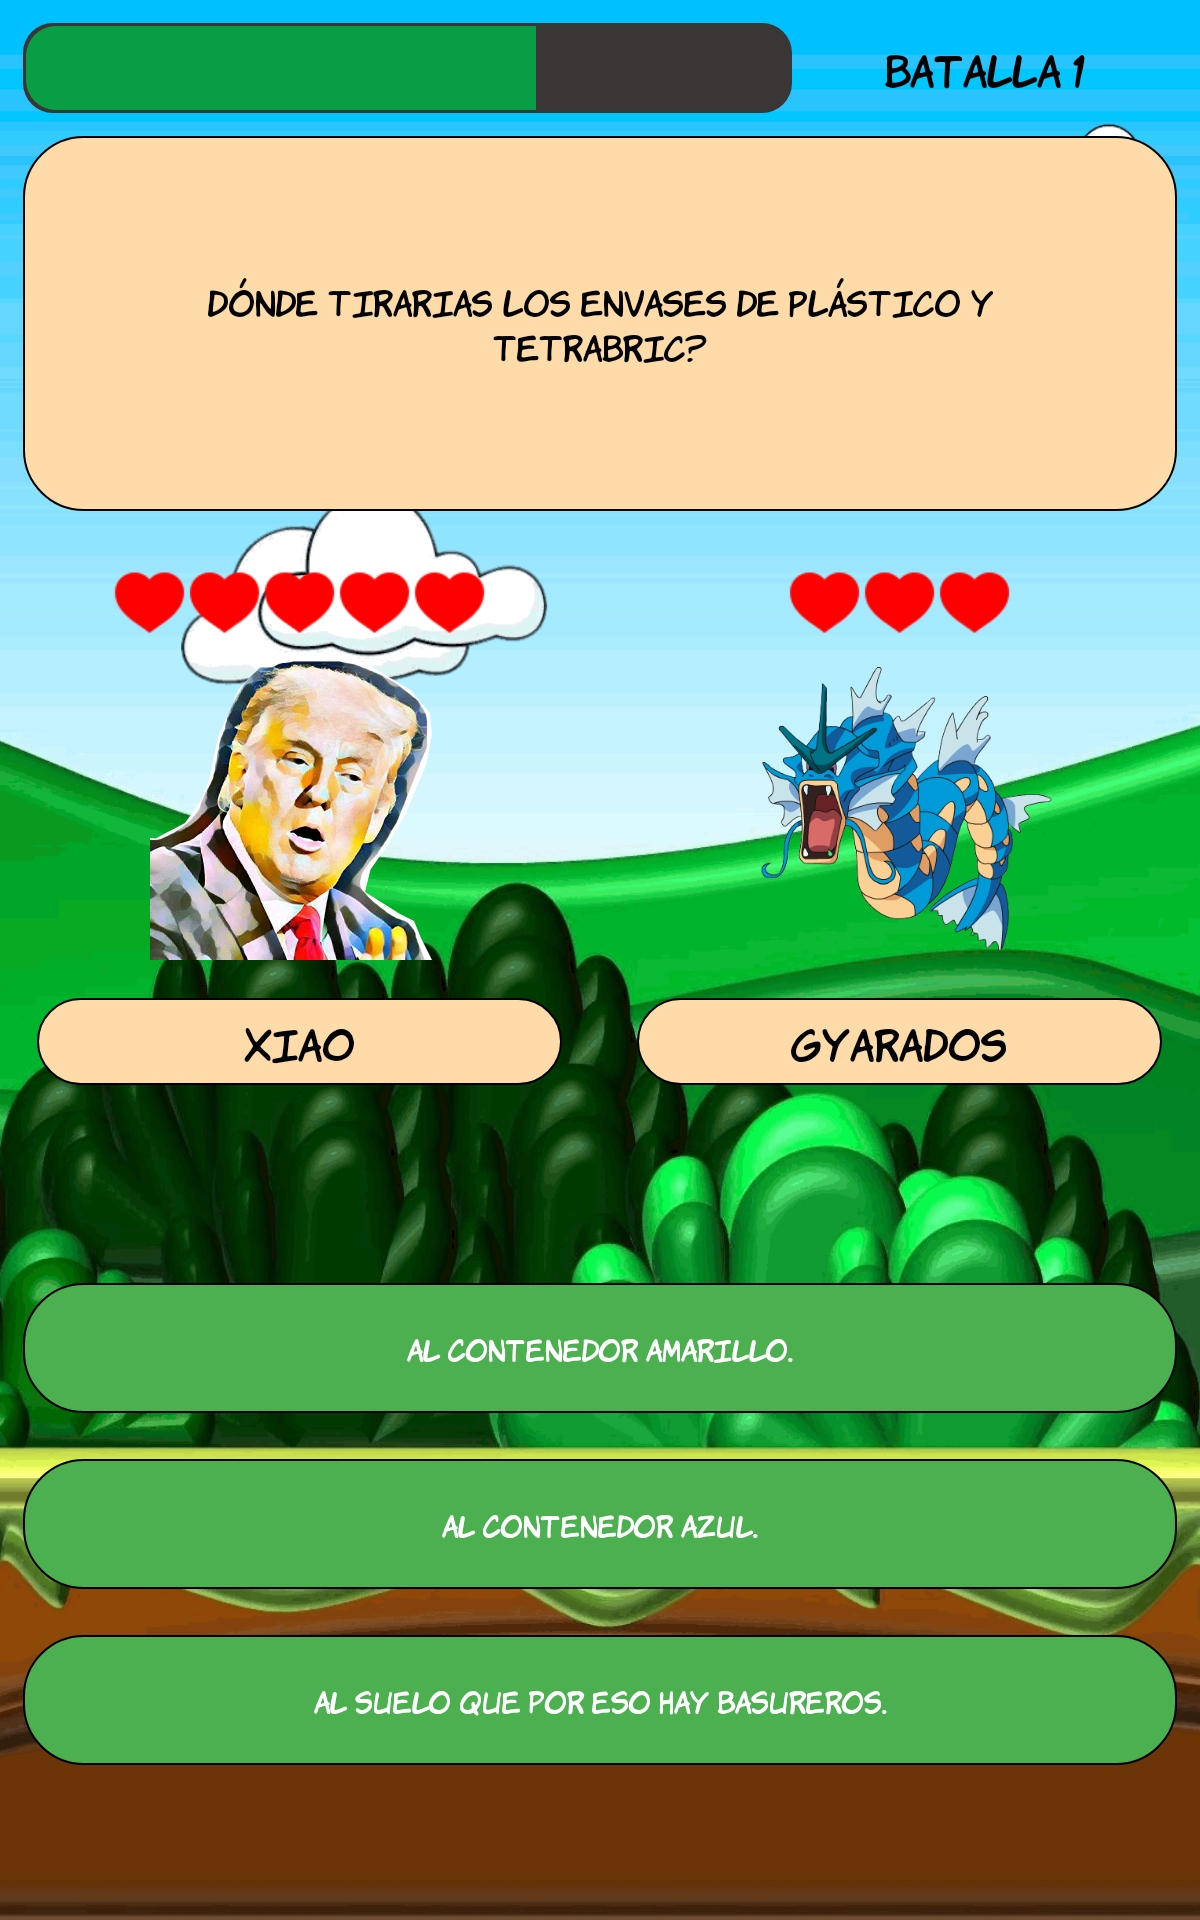 BATALLA 1
DÓNDE TIRARIAS LOS ENVASES DE PLÁSTICO Y
TETRABRIC?
XIAO
GYARADOS
AL CONTENEDOR AMARILLO.
AL CONTENEDOR AZUL.
AL SUELO QUE POR ESO HAY BASUREROS.